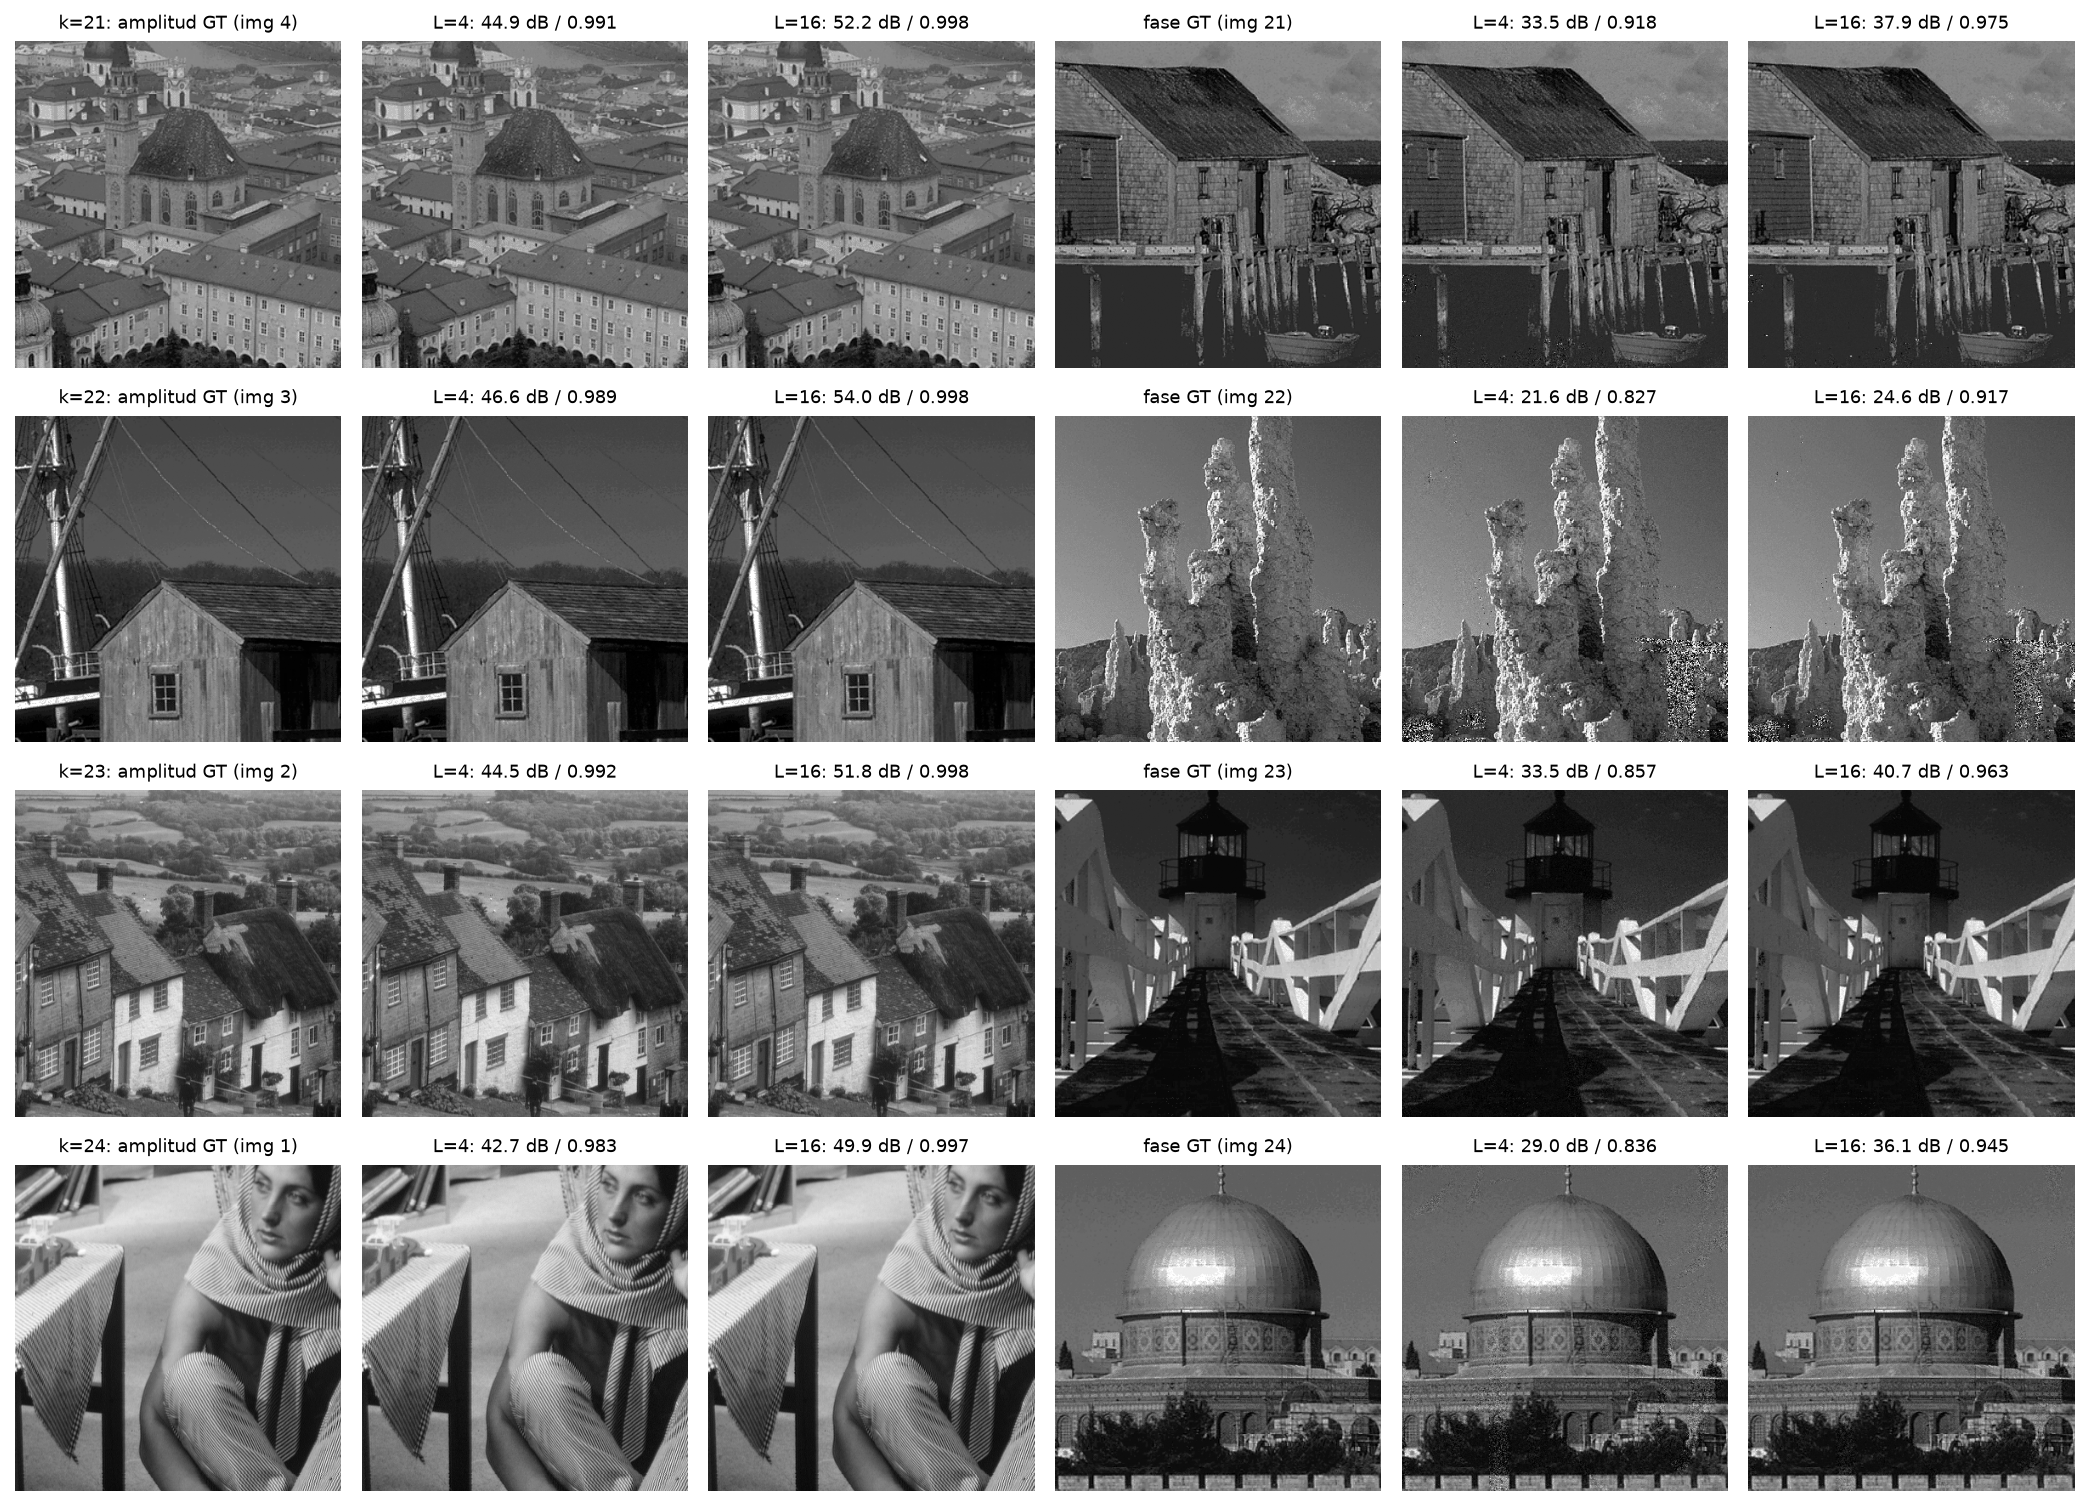 k=21: amplitud GT (img 4)
L=4: 44.9 dB / 0.991
L=16: 52.2 dB / 0.998
fase GT (img 21)
L=4: 33.5 dB / 0.918
L=16: 37.9 dB / 0.975
k=22: amplitud GT (img 3)
L=4: 46.6 dB / 0.989
L=16: 54.0 dB / 0.998
fase GT (img 22)
L=4: 21.6 dB / 0.827
L=16: 24.6 dB / 0.917
k=23: amplitud GT (img 2)
L=4: 44.5 dB / 0.992
L=16: 51.8 dB / 0.998
fase GT (img 23)
L=4: 33.5 dB / 0.857
L=16: 40.7 dB / 0.963
k=24: amplitud GT (img 1)
L=4: 42.7 dB / 0.983
L=16: 49.9 dB / 0.997
fase GT (img 24)
L=4: 29.0 dB / 0.836
L=16: 36.1 dB / 0.945